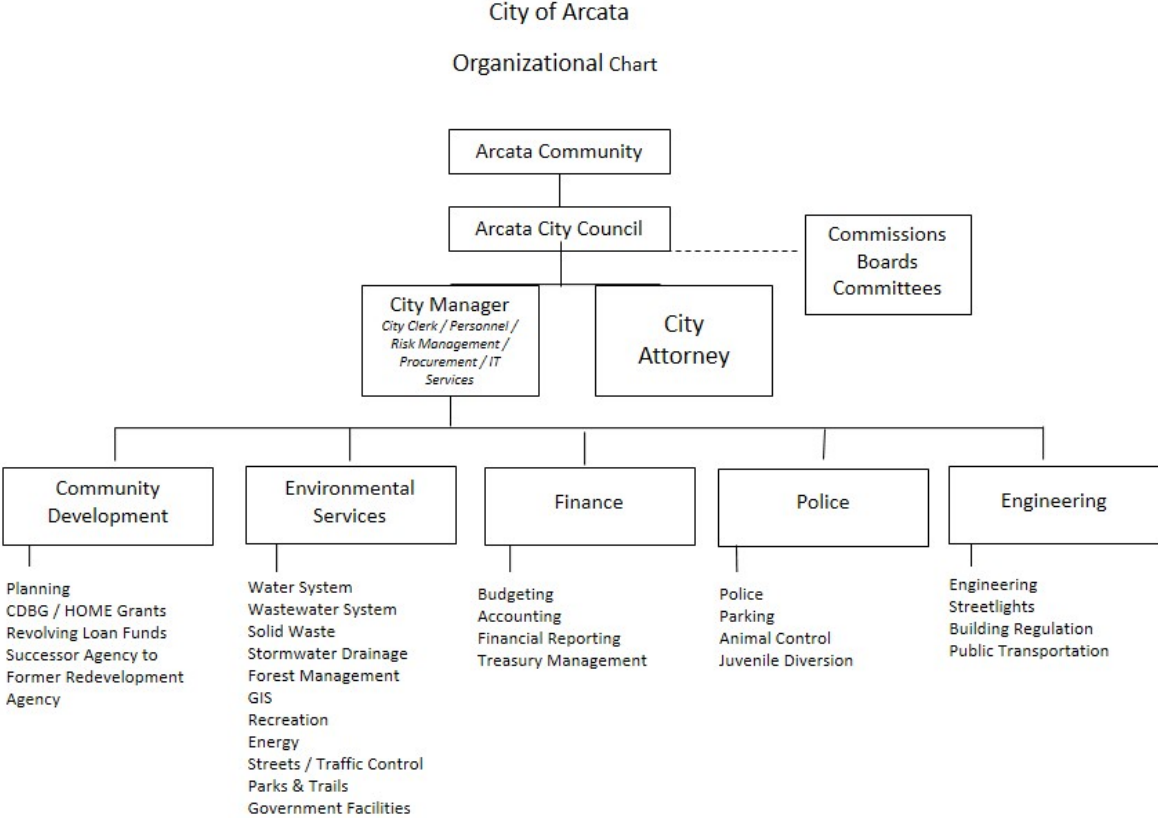 City of Arcata
Organizational Chart
Arcata Community
Arcata City Council
Commissions
Boards
Committees
City Manager
City Clerk / Personnel /
Risk Management /
Procurement / IT
Services
City
Attorney
Community
Development
Environmental
Services
Finance
Police
Engineering
Planning
CDBG / HOME Grants
Revolving Loan Funds
Successor Agency to
Former Redevelopment
Agency
Water System
Wastewater System
Solid Waste
Stormwater Drainage
Forest Management
GIS
Recreation
Energy
Streets / Traffic Control
Parks & Trails
Government Facilities
Budgeting
Accounting
Financial Reporting
Treasury Management
Police
Parking
Animal Control
Juvenile Diversion
Engineering
Streetlights
Building Regulation
Public Transportation